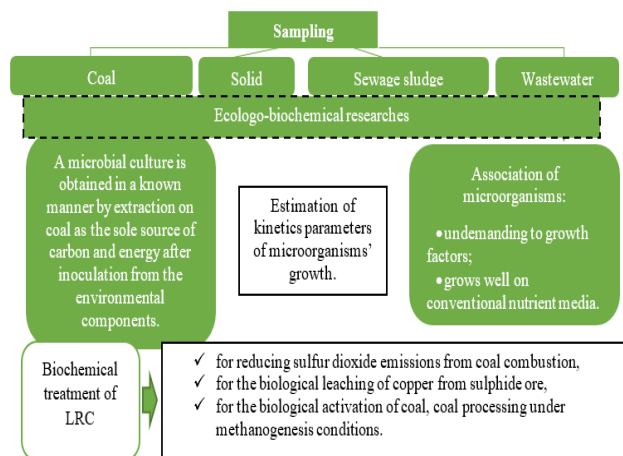 Sampling
Coal
Solid
Sewage sludge
Wastewater
Ecologo-biochemical researches
A microbial culture is
obtained in a known
manner by extraction on
coal as the sole source of
carbon and energy after
inoculation from the
environmental
components.
Estimation of
kinetics parameters
of microorganisms'
growth.
Association of
microorganisms:
•undemanding to growth
factors;
•grows well on
conventional nutrient media.
Biochemical
treatment of
LRC
✓ for reducing sulfur dioxide emissions from coal combustion,
✓ for the biological leaching of copper from sulphide ore,
✓ for the biological activation of coal, coal processing under
methanogenesis conditions.